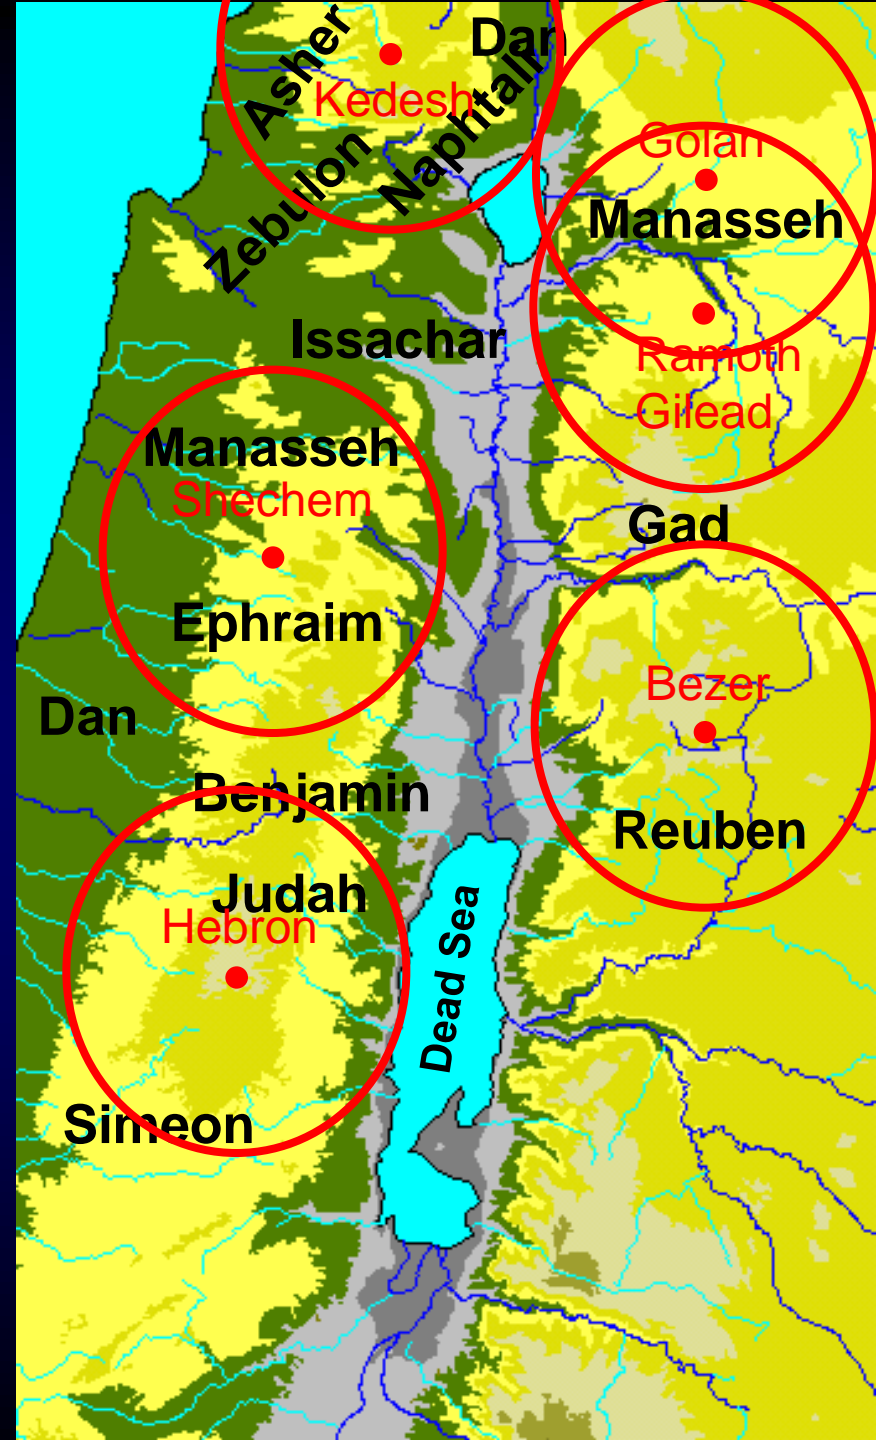 Dan
Asher
Kedesh
Naphtali
Golan
Zebulon
Manasseh
Issachar
Ramoth
Gilead
Manasseh
Shechem
Gad
Ephraim
Bezer
Dan
Benjamin
Reuben
Judah
Hebron
Dead Sea
Simeon